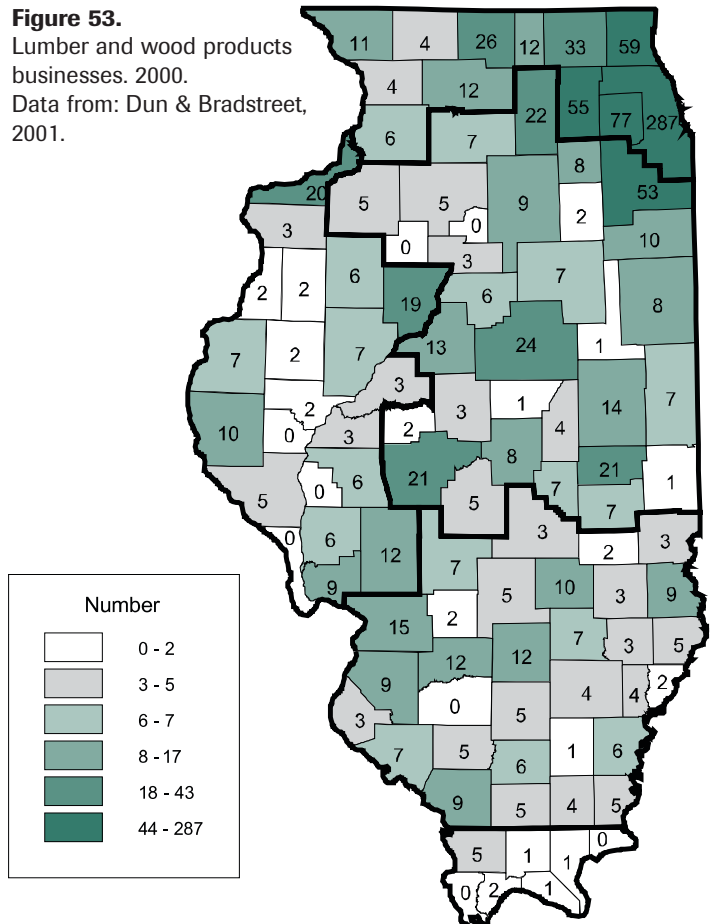 Figure 53.
Lumber and wood products
businesses. 2000.
Data from: Dun & Bradstreet,
2001.
11 4 26 12 33 59
4 12 22 55 77 287
6 7 8
20 5 5 9 2 53
3 0 0 3 10
2 2 6 19 6 7 8
7 2 7 13 24 1
3 3 1 14 7
10 2 0 3 2 4
6 21 8 21 1
5 0 5 7 7
0 6 12 7 3 2 3
9 5 10 3 9
15 2 12 7 3 5
9 12 0 5 4 4 2
3 7 5 6 1 6
9 5 4 5
5 1 1 0
0 2 1
Number
0 - 2
3 - 5
6 - 7
8 - 17
18 - 43
44 - 287